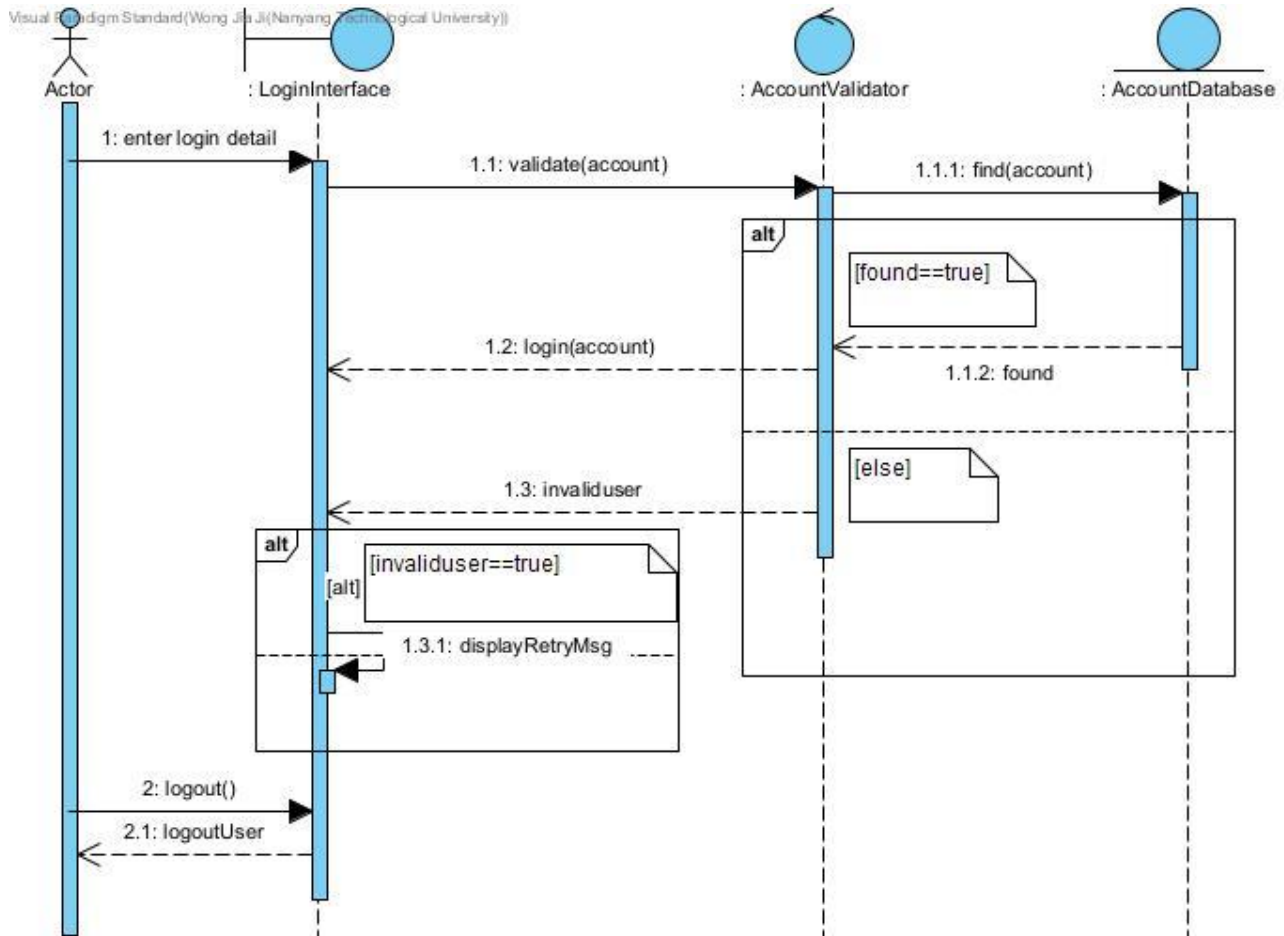 Visual Paradigm Standard(Wong Jia Ji(Nanyang Technological University))
Actor
: LoginInterface
: AccountValidator
: AccountDatabase
1: enter login detail
1.1: validate(account)
1.1.1: find(account)
alt
[found==true]
1.2: login(account)
1.1.2: found
[else]
1.3: invaliduser
alt
[invaliduser==true]
[alt]
1.3.1: displayRetryMsg
2: logout()
2.1: logoutUser